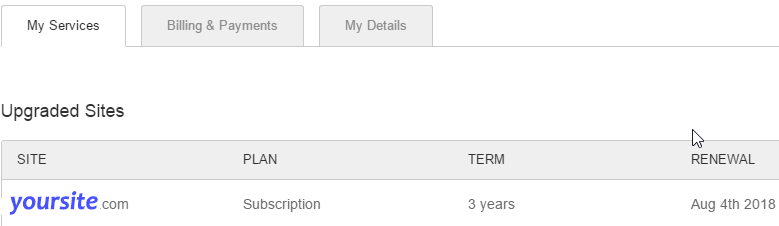 My Services Billing & Payments My Details
Upgraded Sites
SITE PLAN TERM RENEWAL
yoursite.com Subscription 3 years Aug 4th 2018